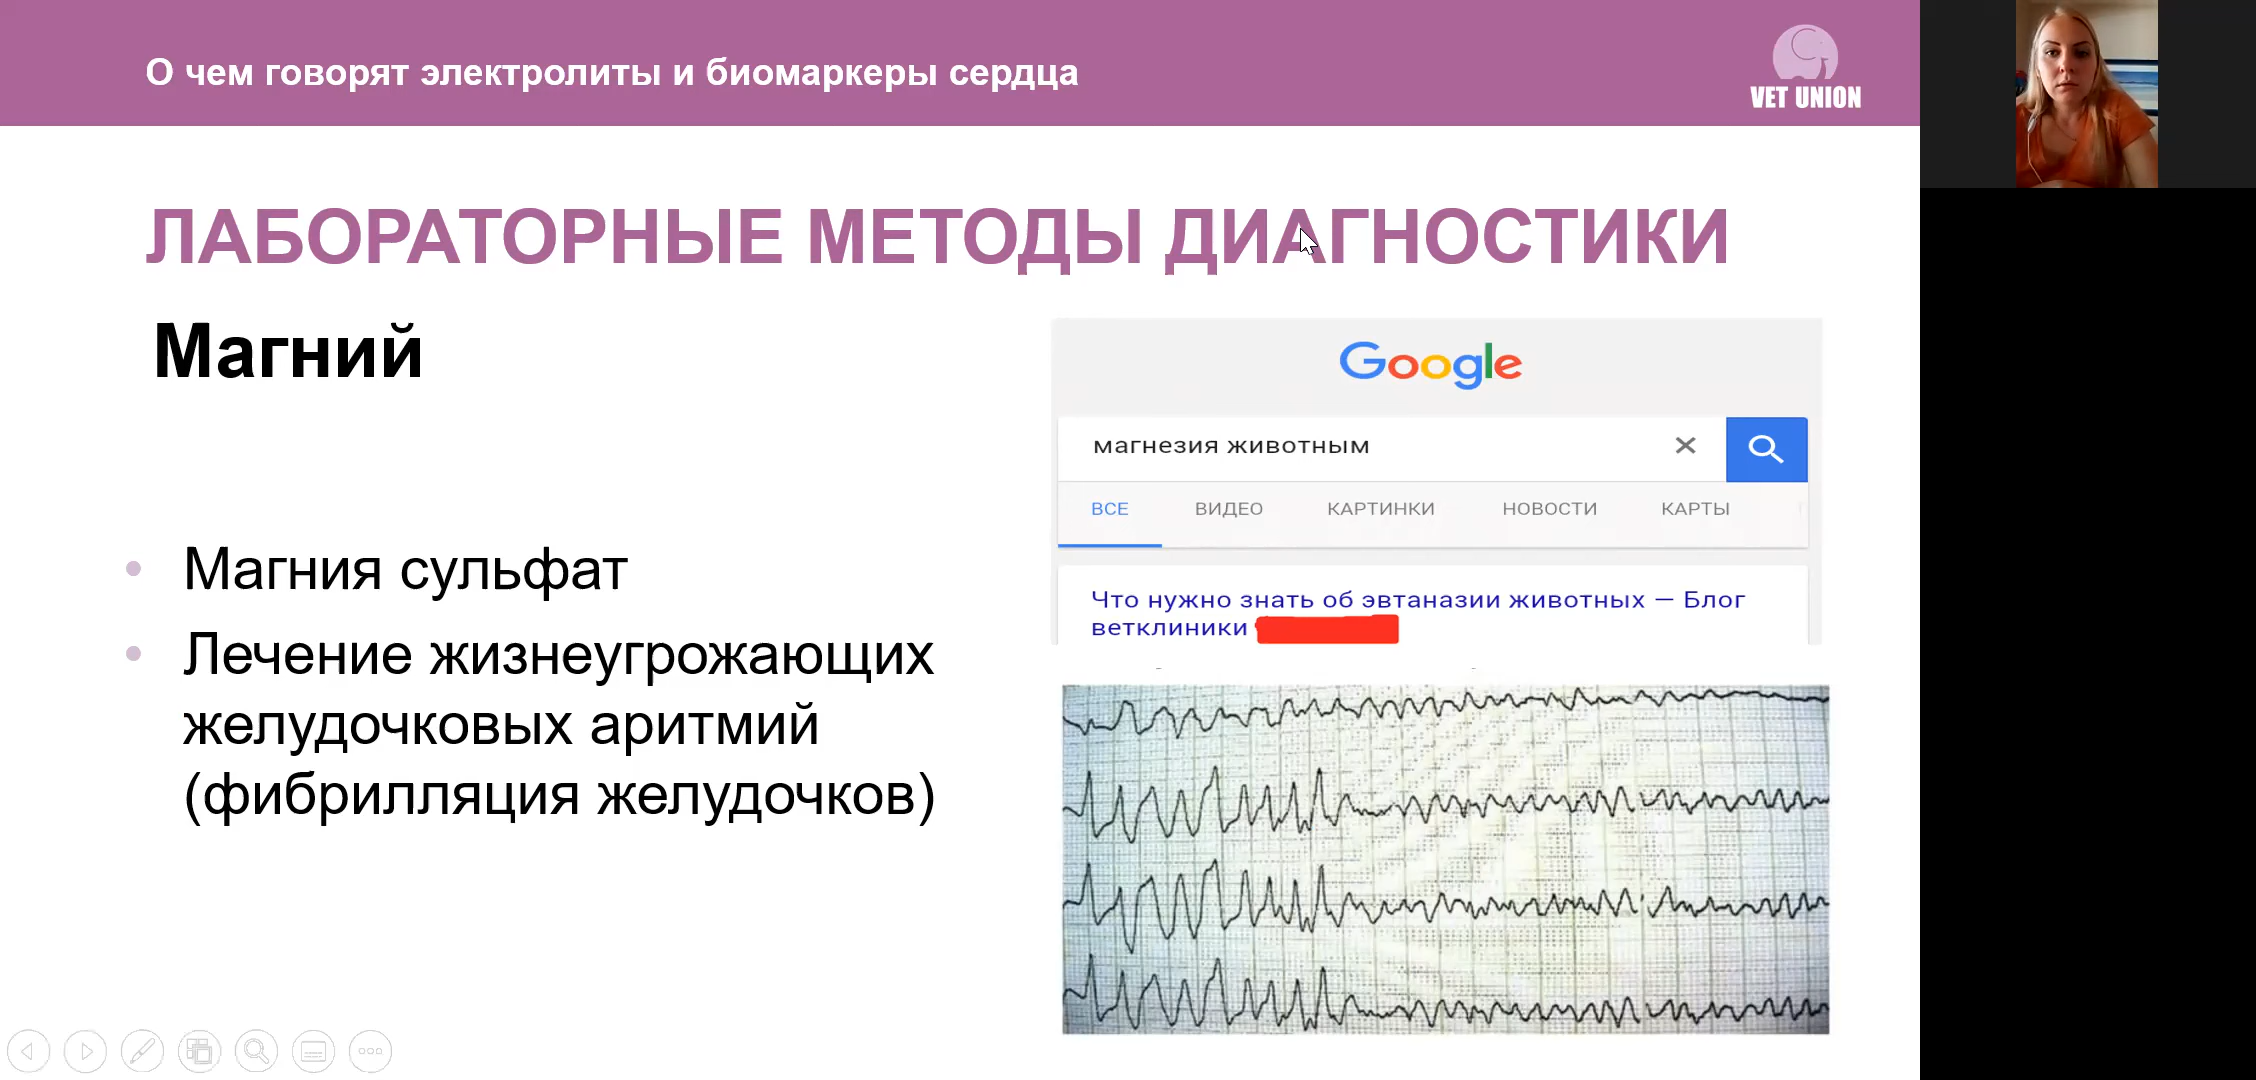 О чем говорят электролиты и биомаркеры сердца
VET UNION
ЛАБОРАТОРНЫЕ МЕТОДЫ ДИАГНОСТИКИ
Магний
• Магния сульфат
• Лечение жизнеугрожающих
желудочковых аритмий
(фибрилляция желудочков)
Google
магнезия животным
ВСЕ ВИДЕО КАРТИНКИ НОВОСТИ КАРТЫ
Что нужно знать об эвтаназии животных — Блог
ветклиники